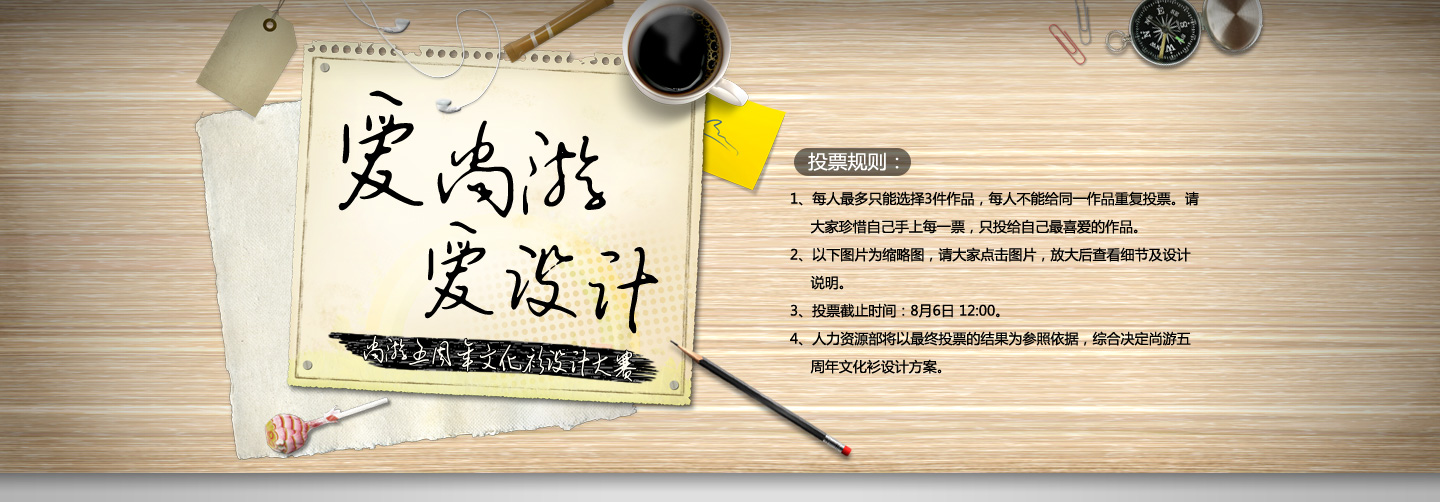 爱尚游
爱设计
尚游五周年文化衫设计大赛
投票规则：
1、每人最多只能选择3件作品，每人不能给同一作品重复投票。请
大家珍惜自己手上每一票，只投给自己最喜爱的作品。
2、以下图片为缩略图，请大家点击图片，放大后查看细节及设计
说明。
3、投票截止时间：8月6日 12:00。
4、人力资源部将以最终投票的结果为参照依据，综合决定尚游五
周年文化衫设计方案。
N
E
S
W